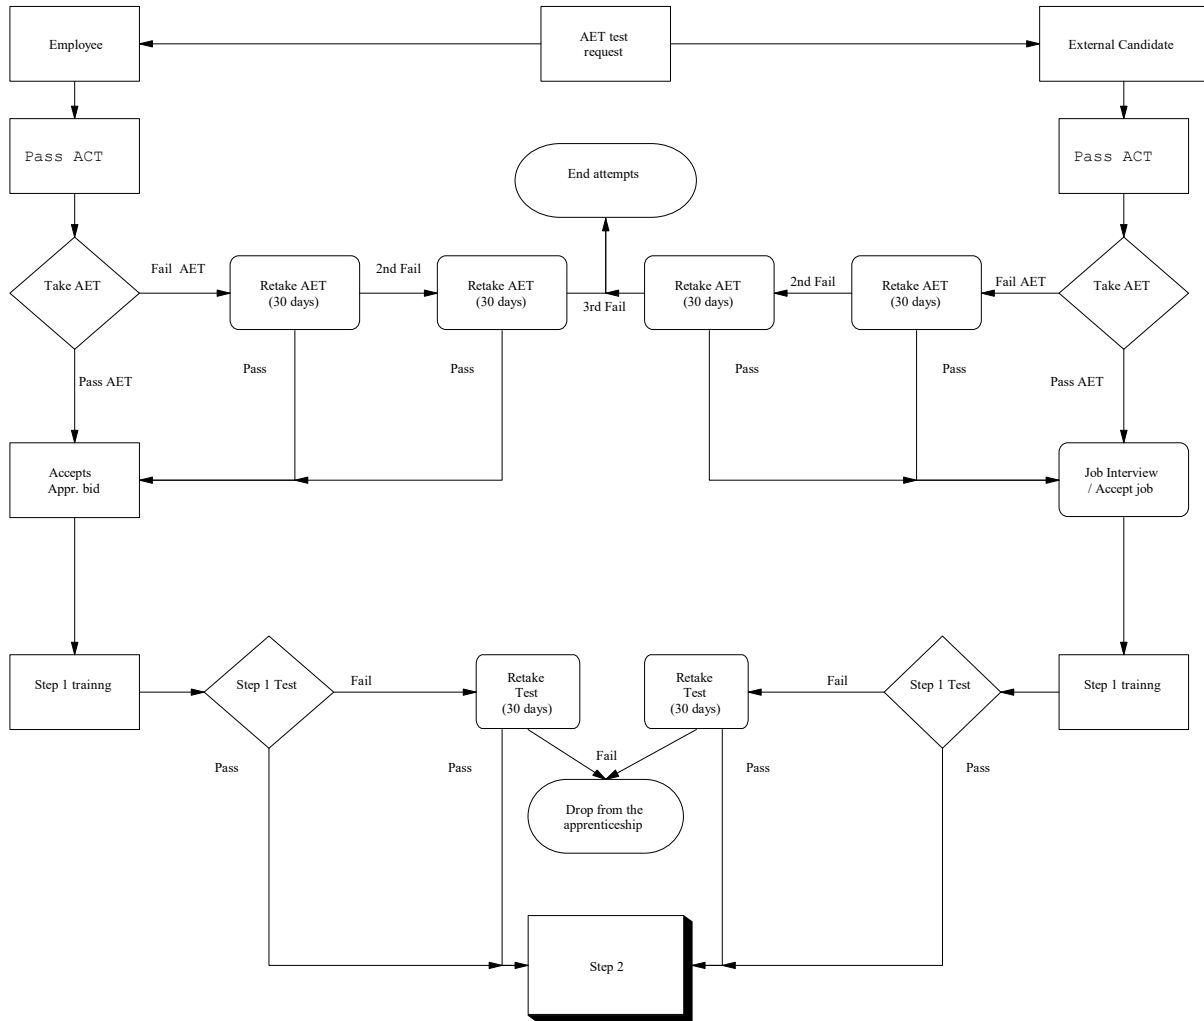 Employee
AET test
request
External Candidate
Pass ACT
Pass ACT
End attempts
Take AET
Fail  AET
Retake AET
(30 days)
2nd Fail
Retake AET
(30 days)
3rd Fail
Retake AET
(30 days)
2nd Fail
Retake AET
(30 days)
Fail AET
Take AET
Pass AET
Pass
Pass
Pass
Pass
Pass AET
Accepts
Appr. bid
Job Interview
/ Accept job
Step 1 trainng
Step 1 Test
Fail
Retake
Test
(30 days)
Retake
Test
(30 days)
Fail
Step 1 Test
Step 1 trainng
Pass
Pass
Fail
Pass
Pass
Drop from the
apprenticeship
Step 2